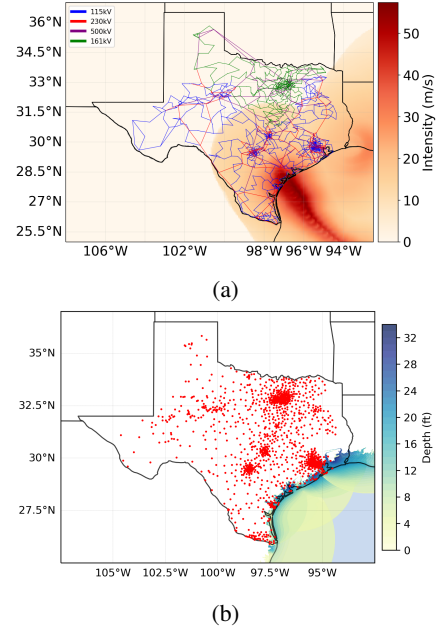 36°N
34.5°N
33°N
31.5°N
30°N
28.5°N
27°N
25.5°N
115kV
230kV
500kV
161kV
106°W 102°W 98°W 96°W 94°W
50
40
30
20
10
0
Intensity (m/s)
(a)
35°N
32.5°N
30°N
27.5°N
105°W 102.5°W 100°W 97.5°W 95°W
32
28
24
20
16
12
8
4
0
Depth (ft)
(b)